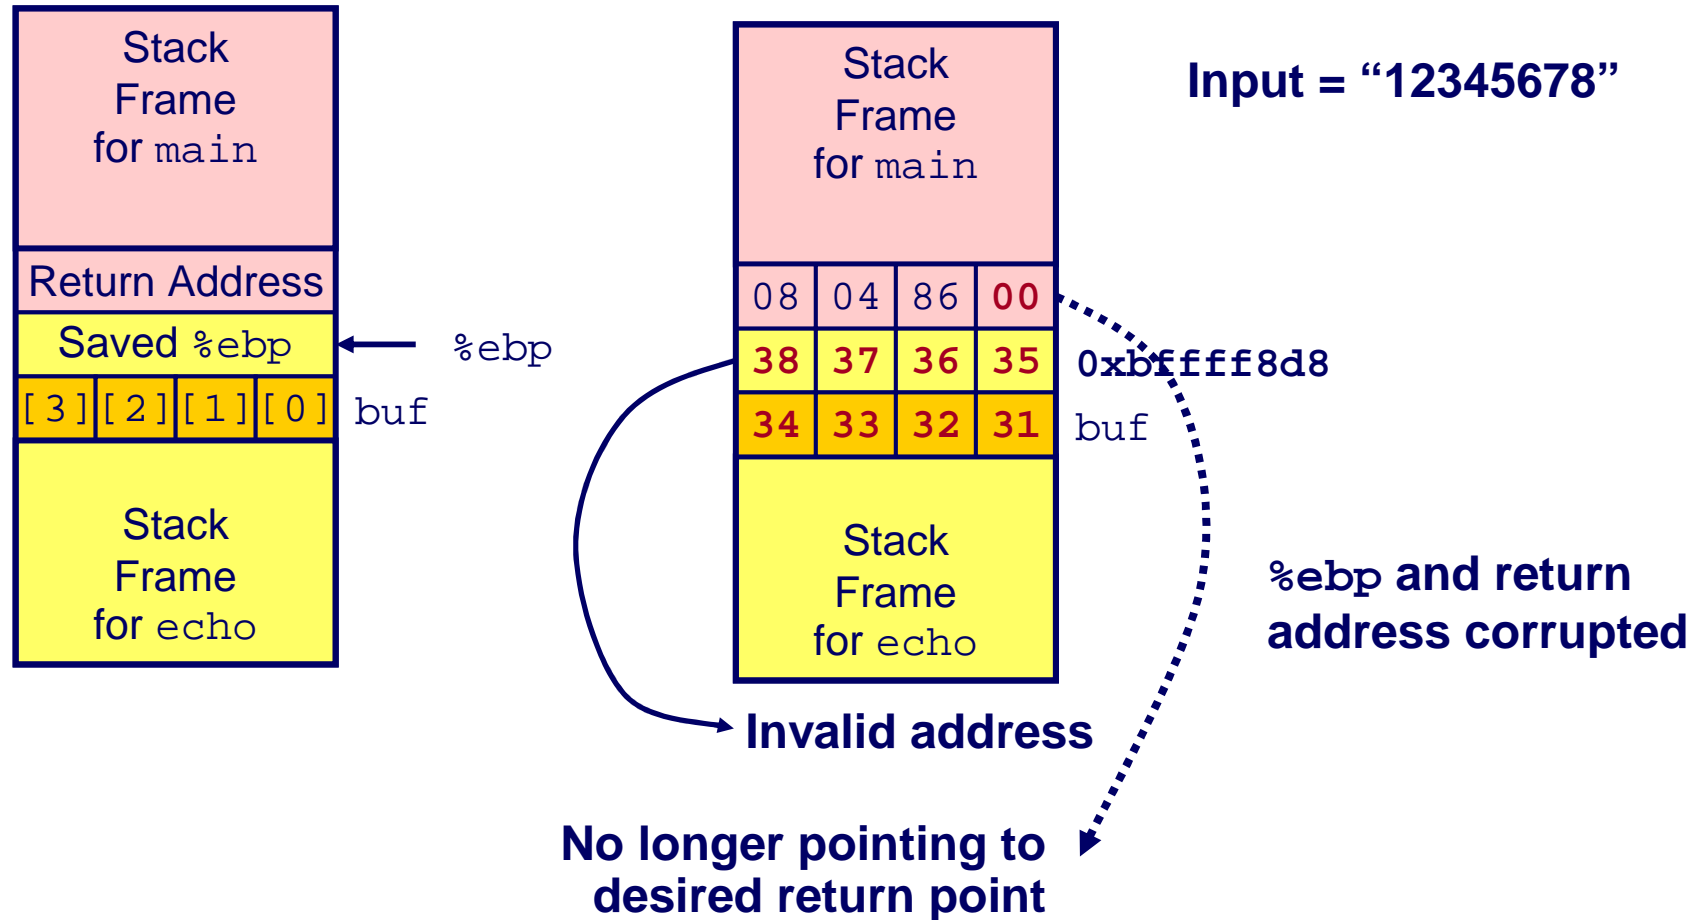 Stack
Frame
for main
Return Address
Saved %ebp
%ebp
[3] [2] [1] [0]
buf
Stack
Frame
for echo
Stack
Frame
for main
08 04 86 00
38 37 36 35
0xbffff8d8
34 33 32 31
buf
Stack
Frame
for echo
Input = “12345678”
%ebp and return
address corrupted
Invalid address
No longer pointing to
desired return point